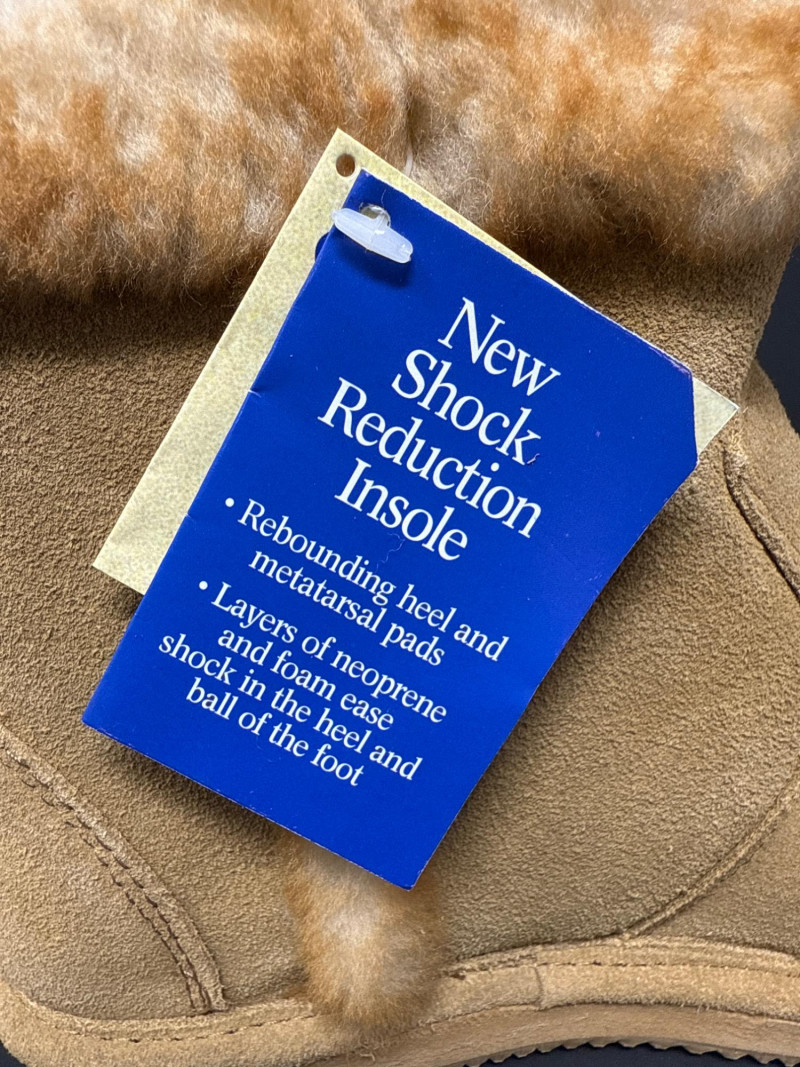 New
Shock
Reduction
Insole
• Rebounding heel and
metatarsal pads
• Layers of neoprene
and foam ease
shock in the heel and
ball of the foot